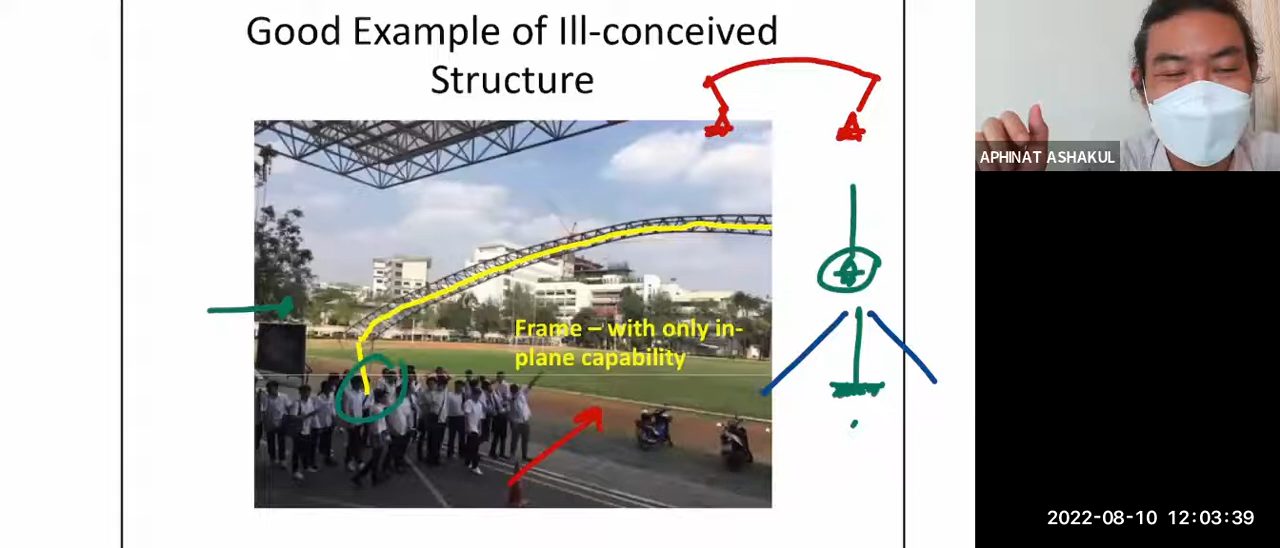 Good Example of Ill-conceived
Structure
APHINAT ASHAKUL
Frame – with only in-
plane capability
2022-08-10 12:03:39